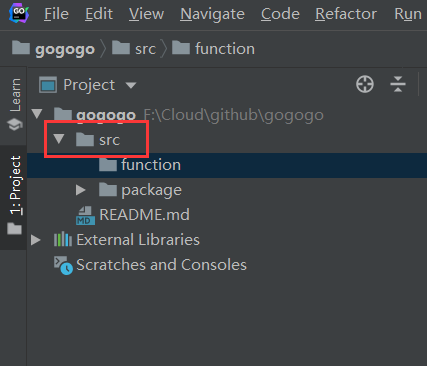 GO File Edit View Navigate Code Refactor Run
gogogo src function
Project
gogogo F:\Cloud\github\gogogo
src
function
package
MD README.md
External Libraries
Scratches and Consoles
Learn
1: Project